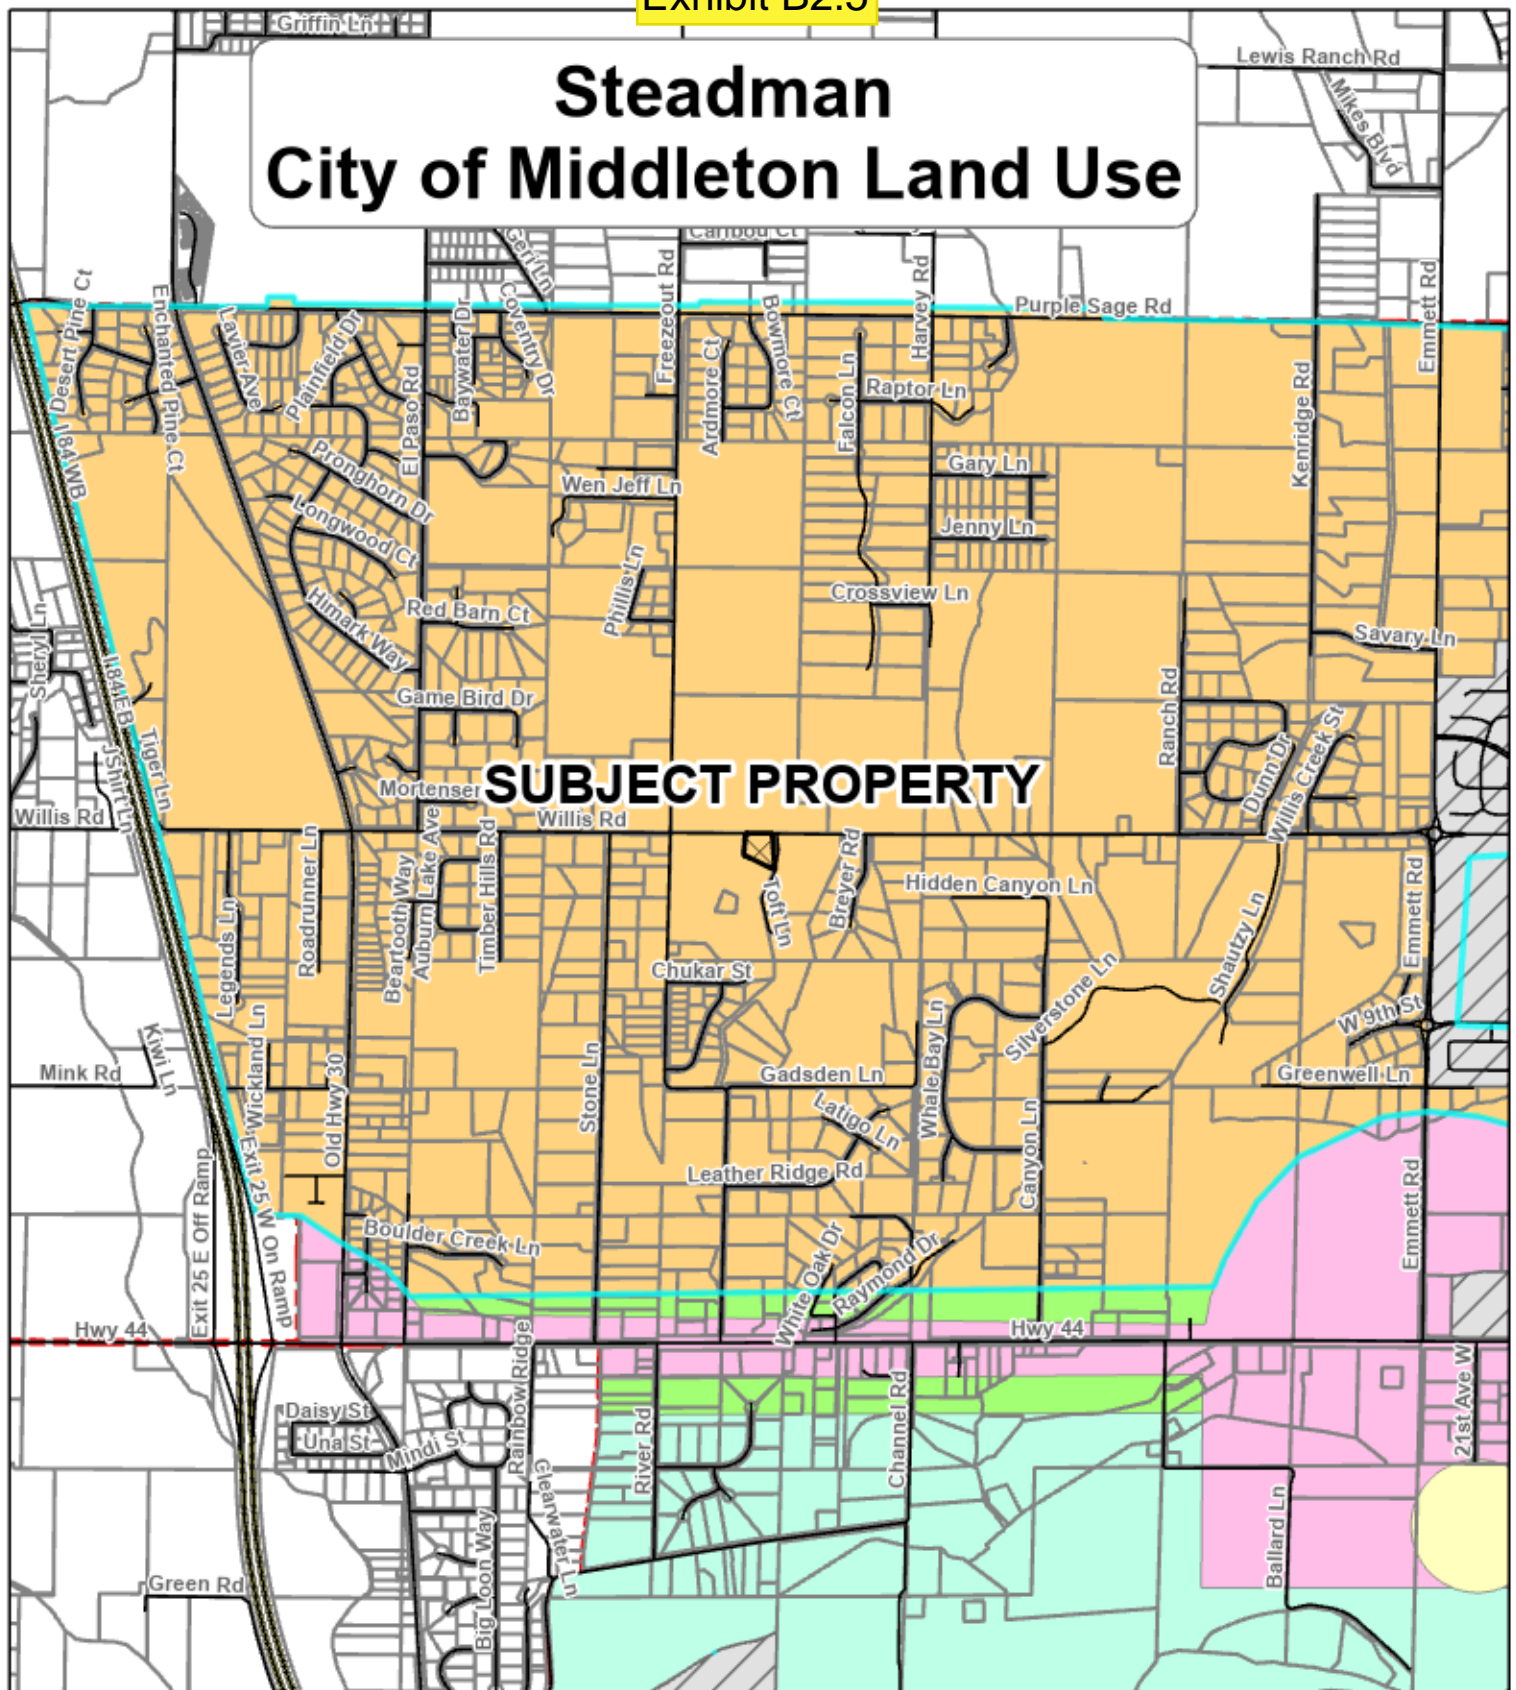 Exhibit B2.5
Griffin Ln
Steadman
City of Middleton Land Use
Lewis Ranch Rd
Mikes Blvd
Caribou Ct
Geri Ln
Freezeout Rd
Harvey Rd
Emmett Rd
Purple Sage Rd
Desert Pine Ct
Enchanted Pine Ct
Lavier Ave
Plainfield Dr
El Paso Rd
Baywater Dr
Coventry Dr
Ardmore Ct
Bowmore Ct
Falcon Ln
Raptor Ln
Kenridge Rd
I 84 WB
Pronghorn Dr
Wen Jeff Ln
Gary Ln
Longwood Ct
Jenny Ln
Phillis Ln
Himark Way
Red Barn Ct
Crossview Ln
Savary Ln
Sheryl Ln
I 84 EB
Game Bird Dr
Ranch Rd
Tiger Ln
JShirt Ln
Dunn Dr
Willis Creek St
Mortensen
SUBJECT PROPERTY
Willis Rd
Willis Rd
Legends Ln
Roadrunner Ln
Beartooth Way
Auburn Lake Ave
Timber Hills Rd
Toft Ln
Breyer Rd
Hidden Canyon Ln
Shautzy Ln
Emmett Rd
Chukar St
Silverstone Ln
W 9th St
Kiwi Ln
Mink Rd
Wickland Ln
Old Hwy 30
Stone Ln
Gadsden Ln
Whale Bay Ln
Greenwell Ln
Latigo Ln
Canyon Ln
Leather Ridge Rd
Exit 25 E Off Ramp
Exit 25 W On Ramp
Boulder Creek Ln
White Oak Dr
Raymond Dr
Emmett Rd
Hwy 44
Hwy 44
Rainbow Ridge
Daisy St
Una St
Mindi St
River Rd
Channel Rd
21st Ave W
Clearwater Ln
Big Loon Way
Ballard Ln
Green Rd